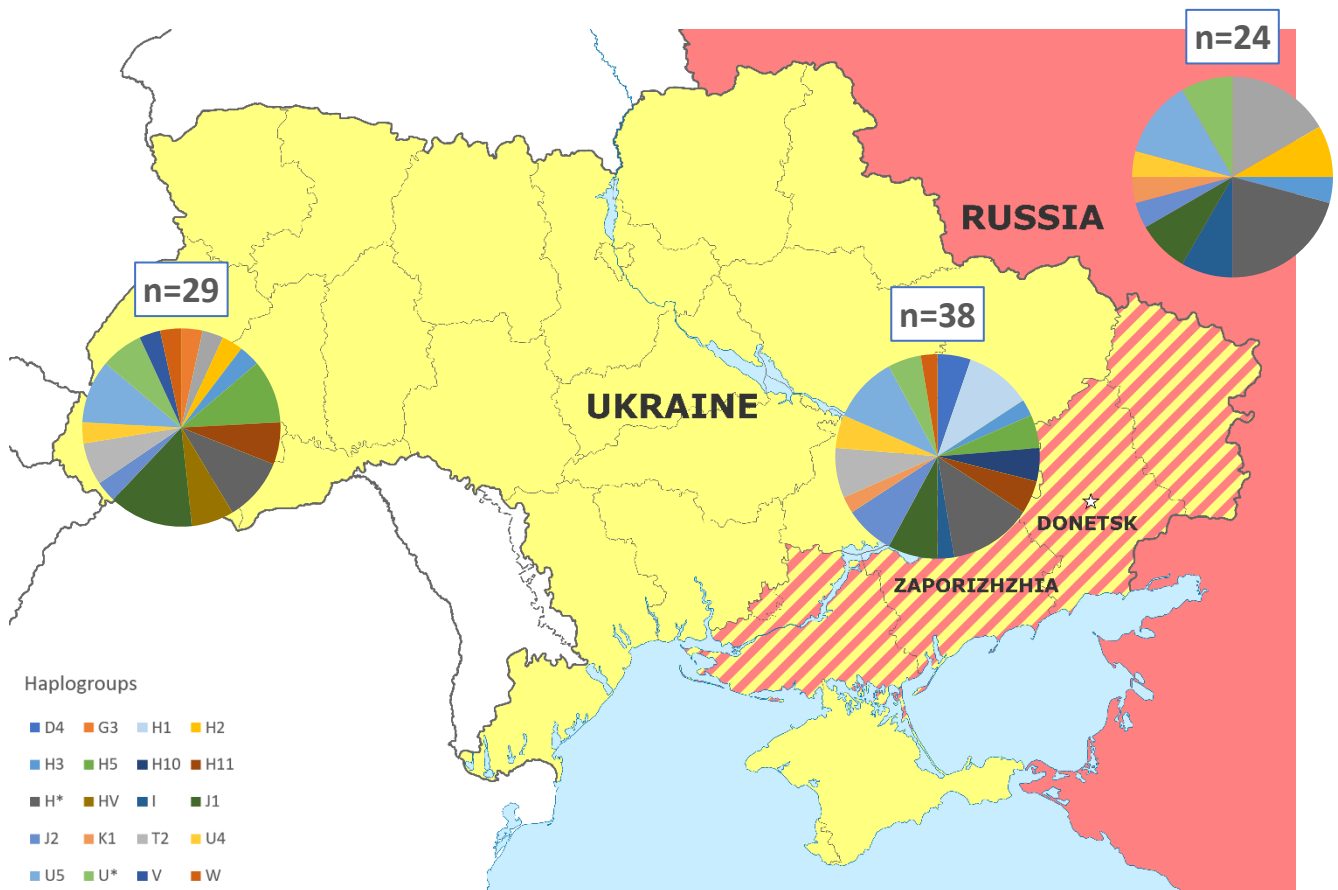 n=24
RUSSIA
n=29
n=38
UKRAINE
DONETSK
ZAPORIZHZHIA
Haplogroups
D4 G3 H1 H2
H3 H5 H10 H11
H* HV I J1
J2 K1 T2 U4
U5 U* V W